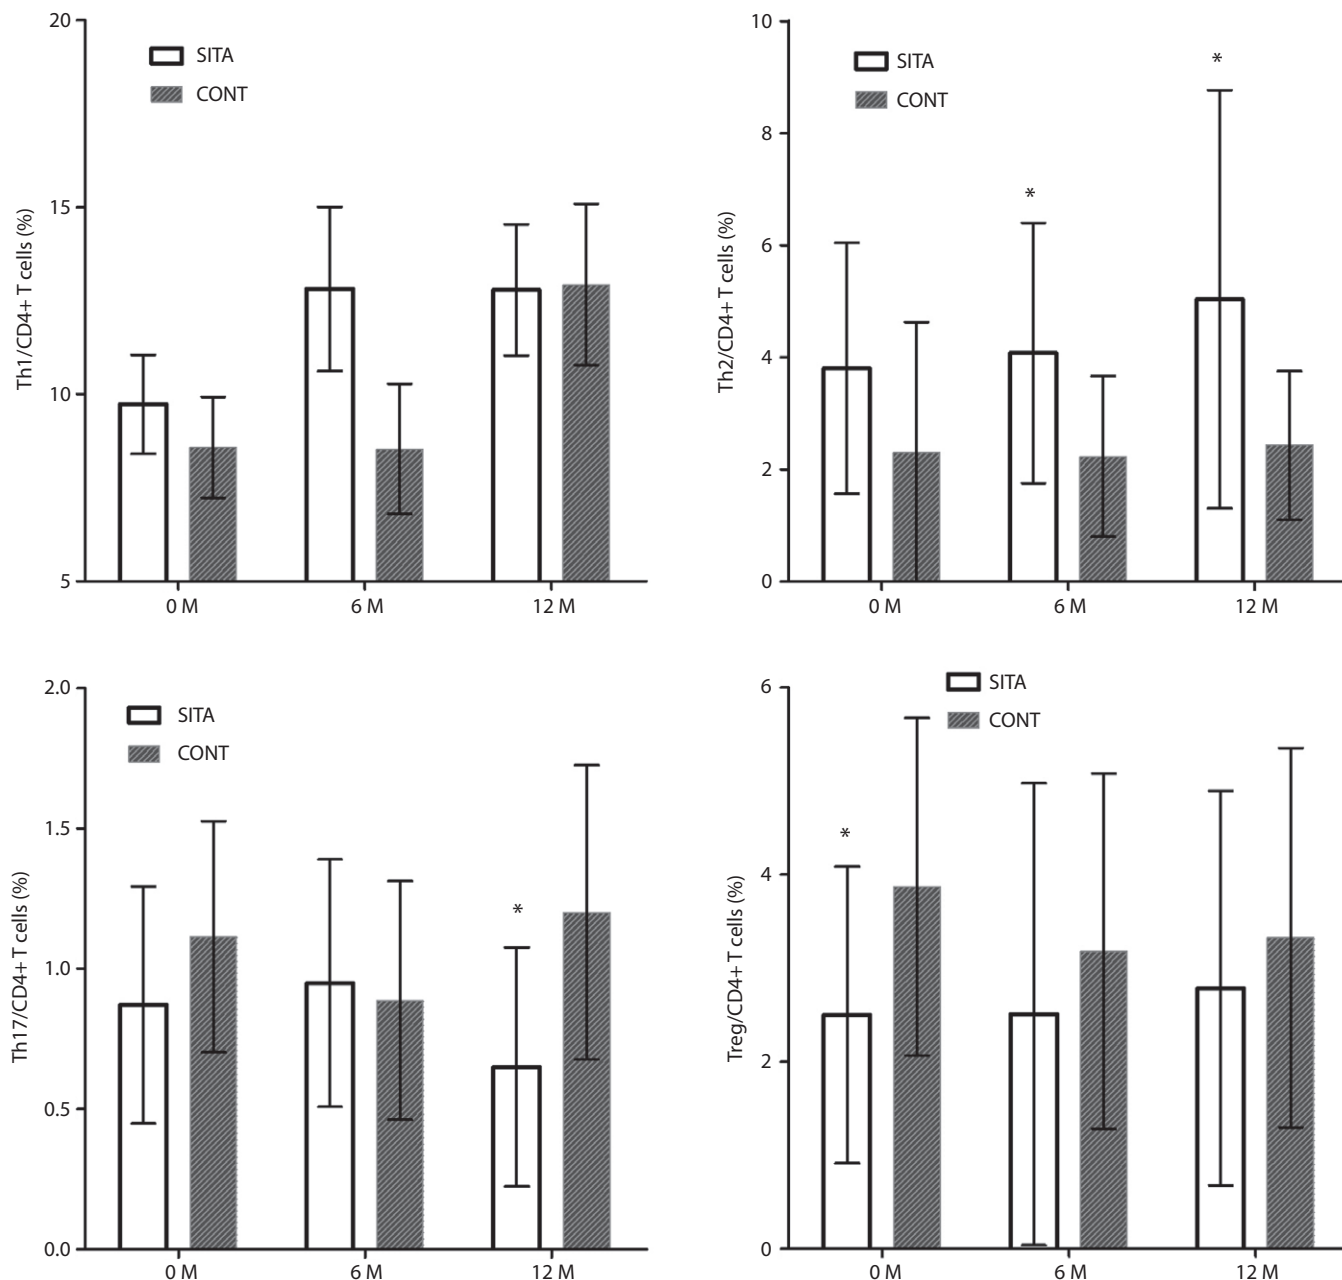 20
15
10
5
Th1/CD4+ T cells (%)
SITA
CONT
0 M
6 M
12 M
10
8
6
4
2
0
Th2/CD4+ T cells (%)
SITA
CONT
*
*
0 M
6 M
12 M
2.0
1.5
1.0
0.5
0.0
Th17/CD4+ T cells (%)
SITA
CONT
*
0 M
6 M
12 M
6
4
2
0
Treg/CD4+ T cells (%)
SITA
CONT
*
0 M
6 M
12 M